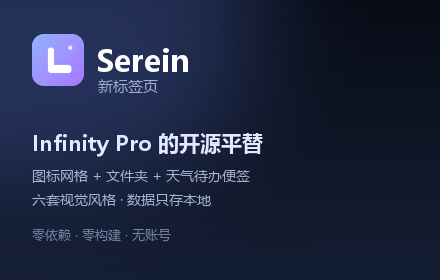 Serein
新标签页
Infinity Pro 的开源平替
图标网格 + 文件夹 + 天气待办便签
六套视觉风格 · 数据只存本地
零依赖 · 零构建 · 无账号